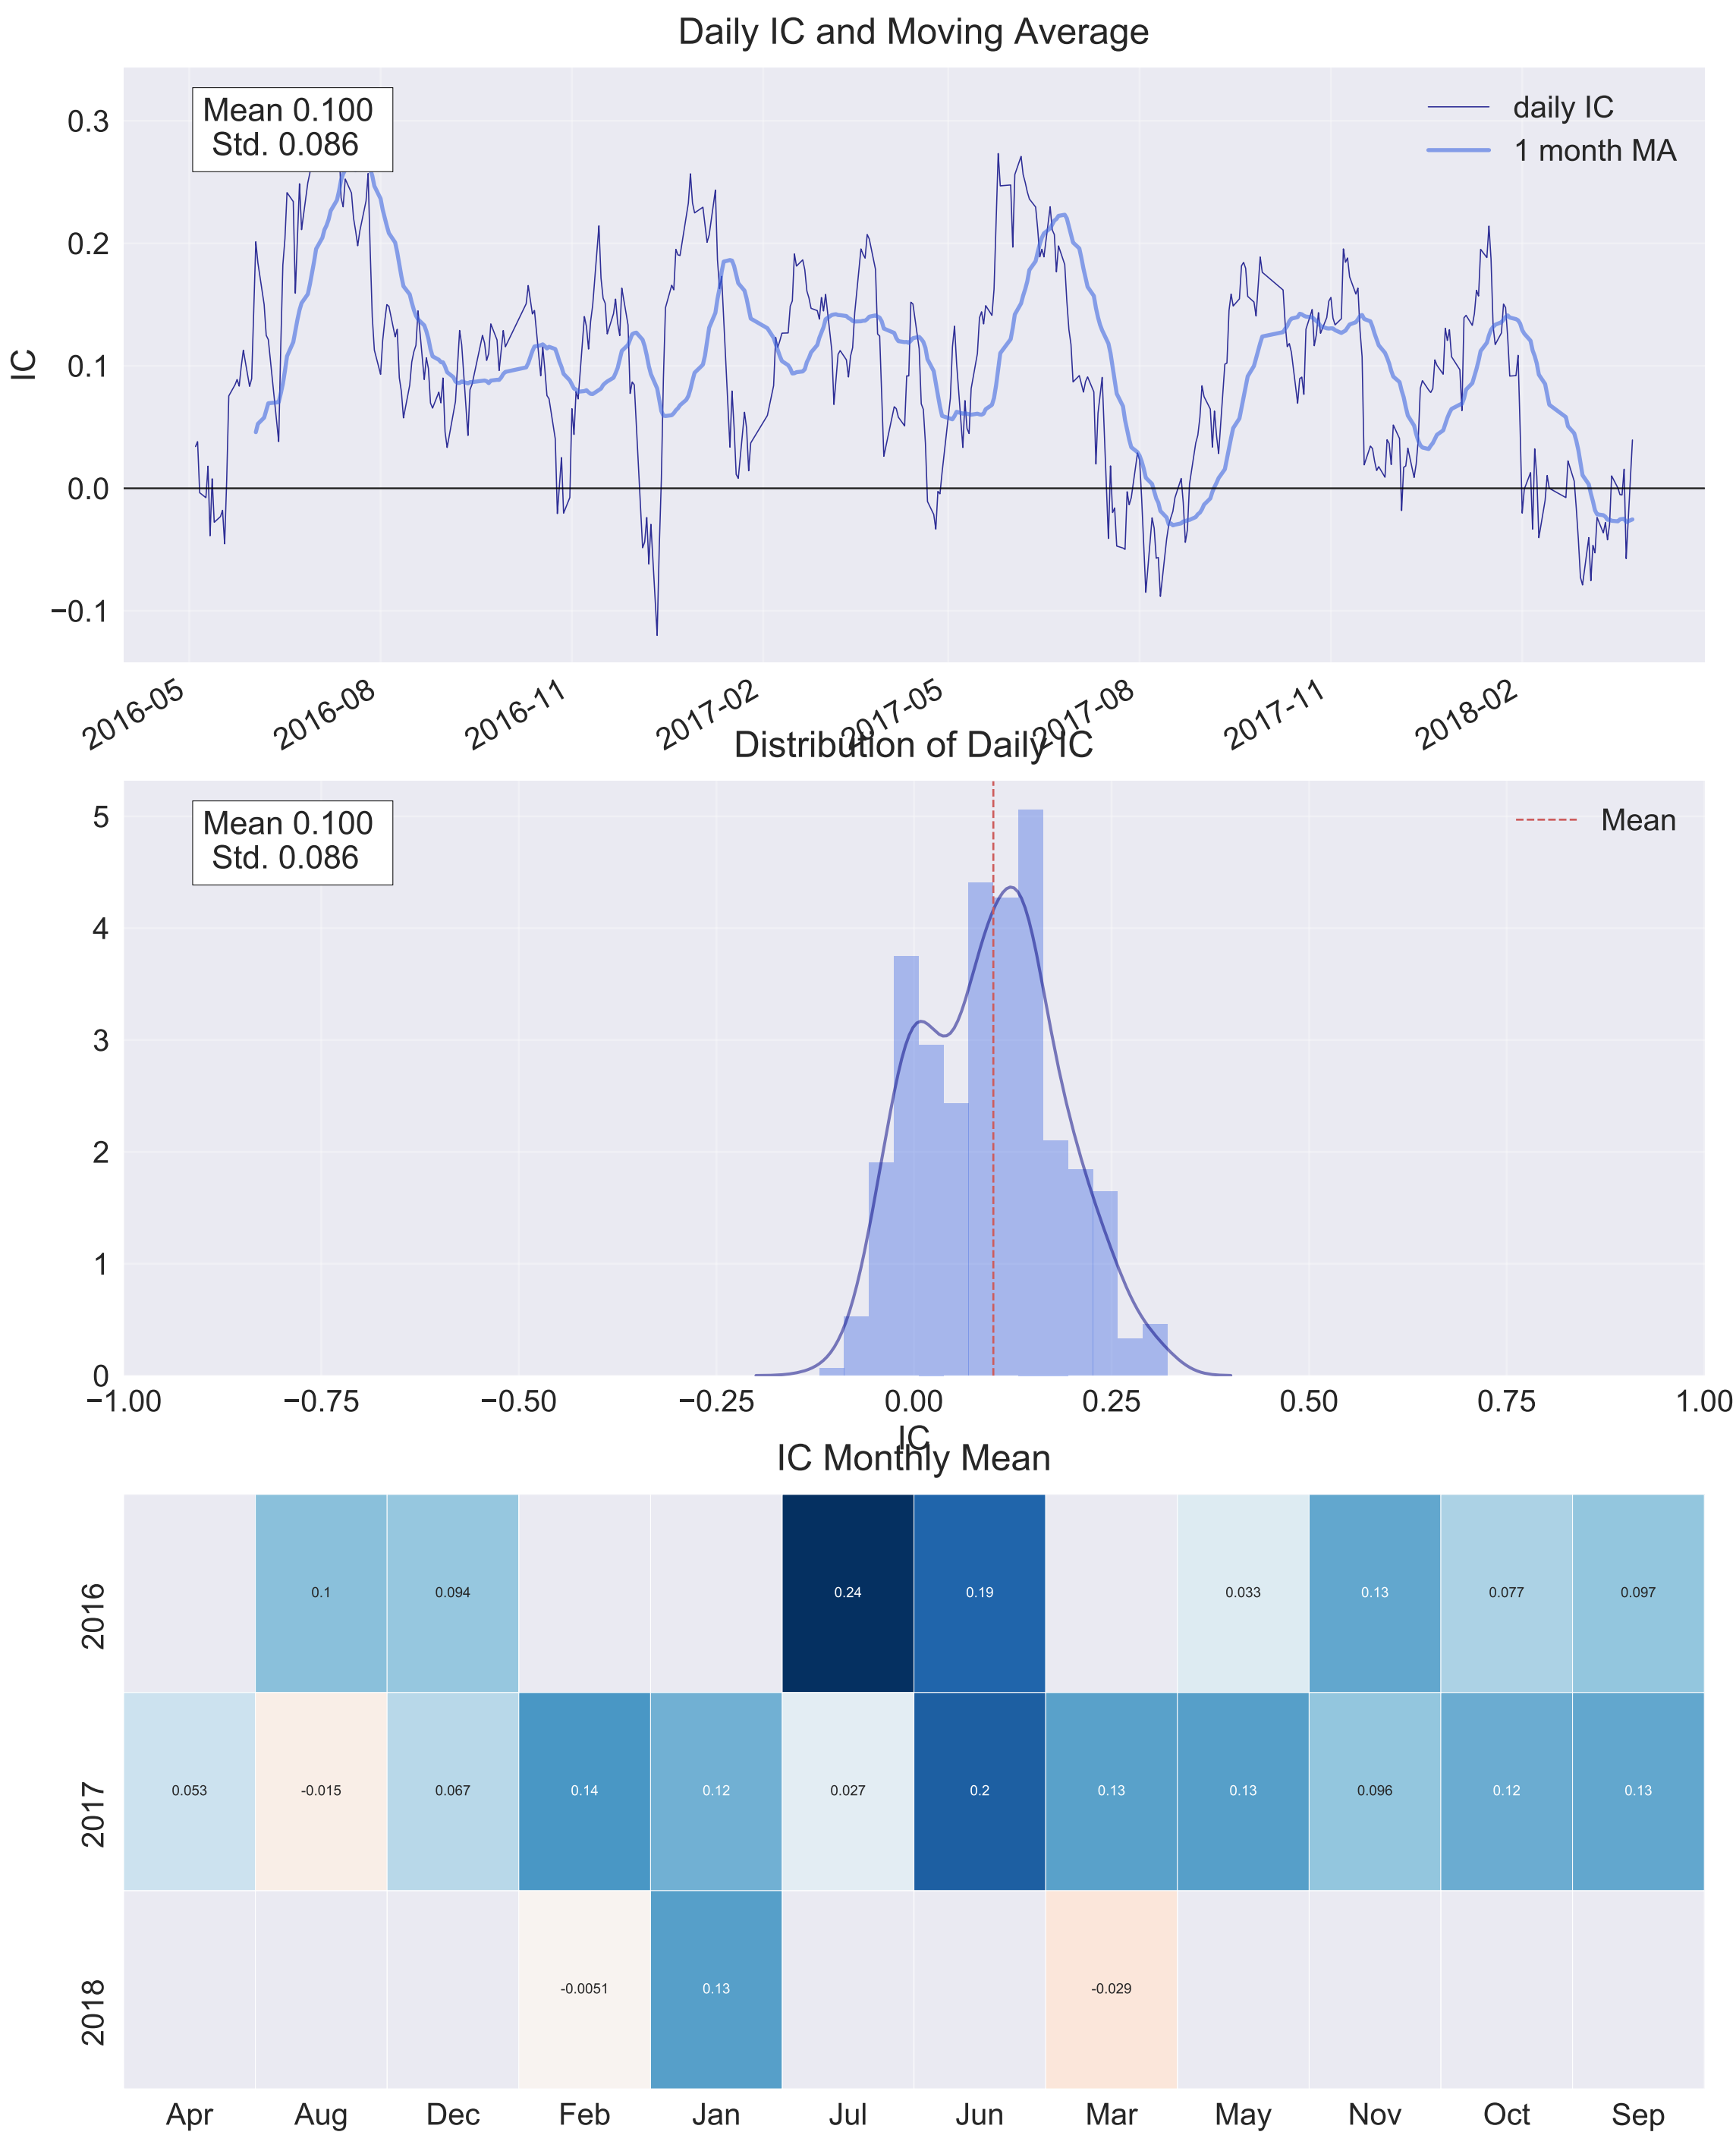 Daily IC and Moving Average
Mean 0.100
Std. 0.086
daily IC
1 month MA
IC
0.3
0.2
0.1
0.0
−0.1
2016-05 2016-08 2016-11 2017-02 2017-05 2017-08 2017-11 2018-02
Distribution of Daily IC
Mean 0.100
Std. 0.086
Mean
5
4
3
2
1
0
−1.00 −0.75 −0.50 −0.25 0.00 0.25 0.50 0.75 1.00
IC
IC Monthly Mean
2016 0.1 0.094 0.24 0.19 0.033 0.13 0.077 0.097
2017 0.053 -0.015 0.067 0.14 0.12 0.027 0.2 0.13 0.13 0.096 0.12 0.13
2018 -0.0051 0.13 -0.029
Apr Aug Dec Feb Jan Jul Jun Mar May Nov Oct Sep